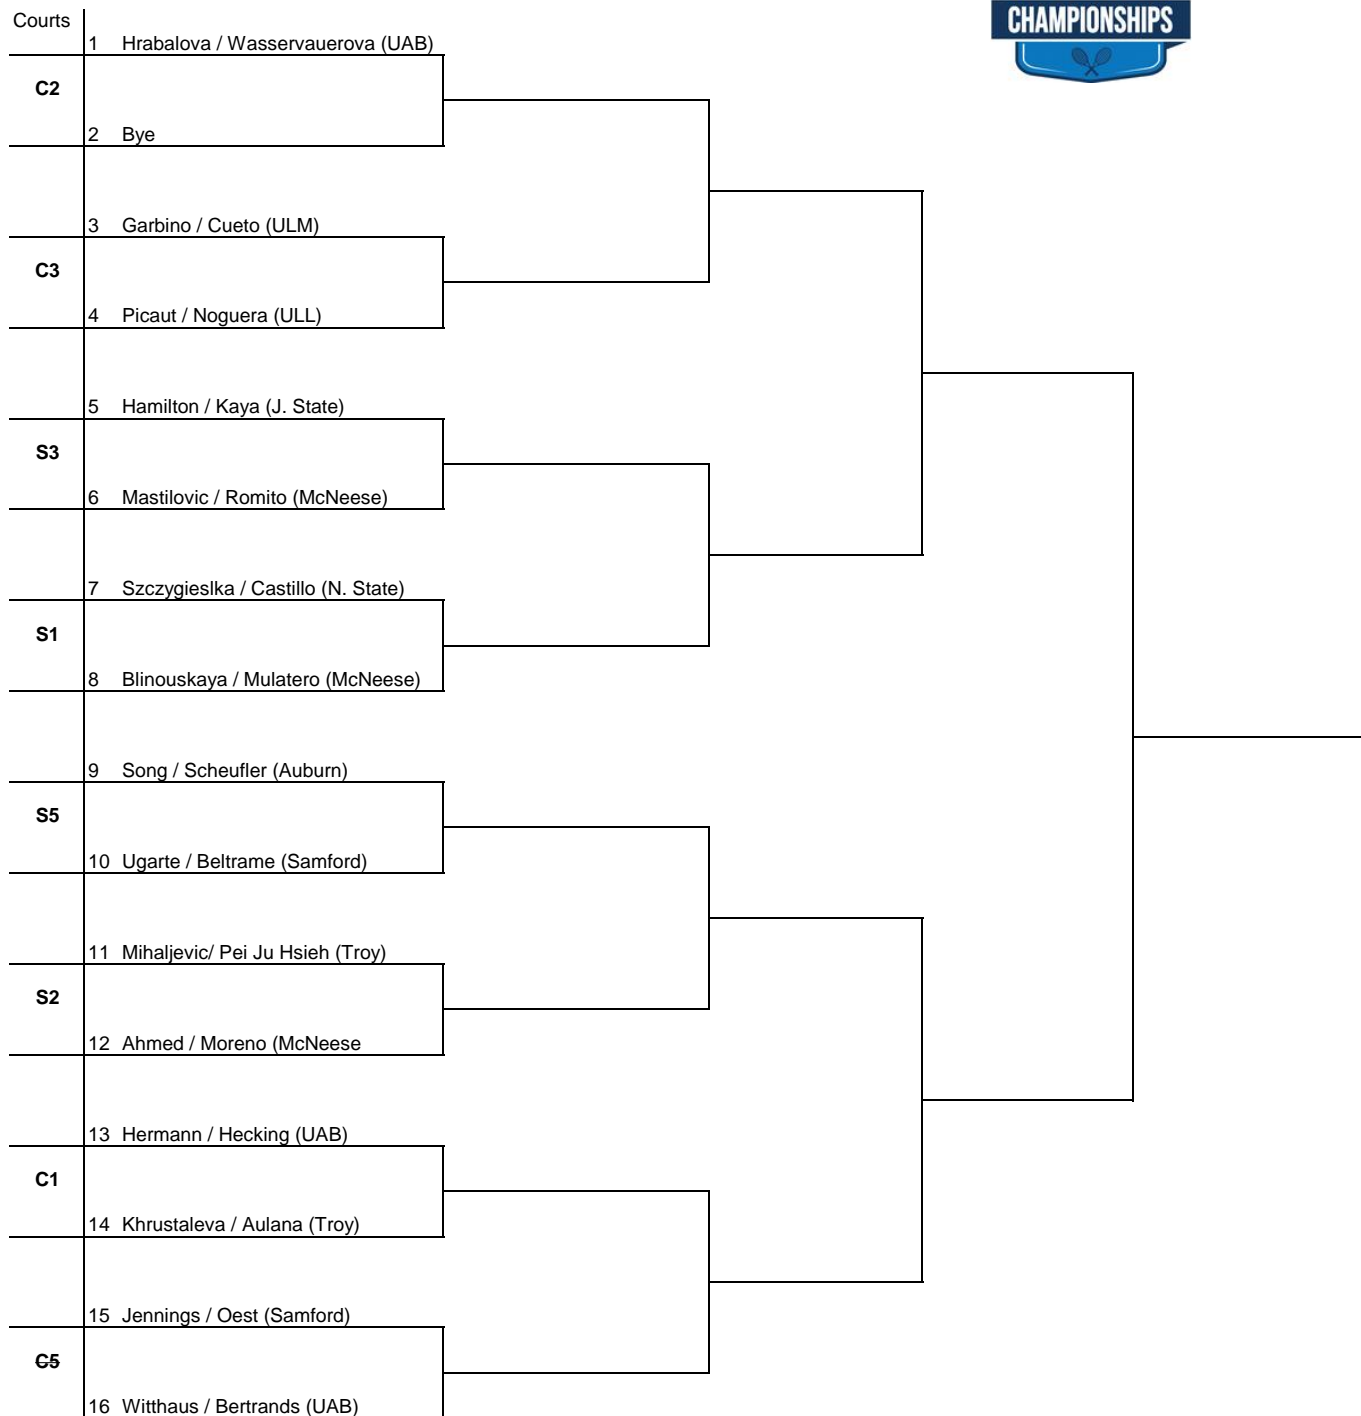 CHAMPIONSHIPS
Courts
1 Hrabalova / Wasservauerova (UAB)
C2
2 Bye
3 Garbino / Cueto (ULM)
C3
4 Picaut / Noguera (ULL)
5 Hamilton / Kaya (J. State)
S3
6 Mastilovic / Romito (McNeese)
7 Szczygieslka / Castillo (N. State)
S1
8 Blinouskaya / Mulatero (McNeese)
9 Song / Scheufler (Auburn)
S5
10 Ugarte / Beltrame (Samford)
11 Mihaljevic/ Pei Ju Hsieh (Troy)
S2
12 Ahmed / Moreno (McNeese
13 Hermann / Hecking (UAB)
C1
14 Khrustaleva / Aulana (Troy)
15 Jennings / Oest (Samford)
C5
16 Witthaus / Bertrands (UAB)